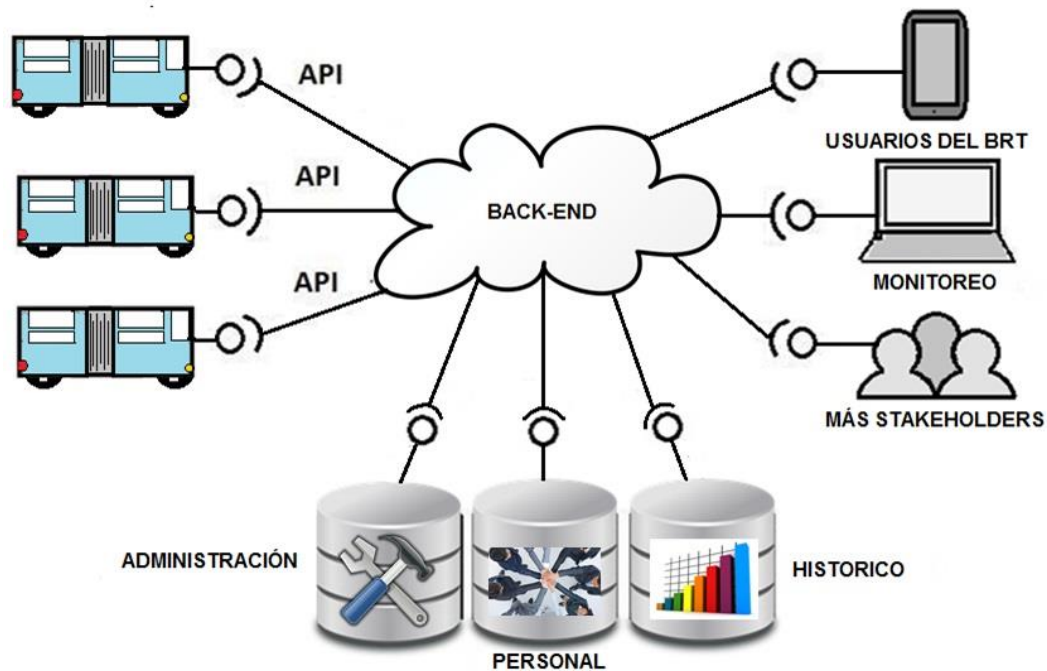 API
API
API
BACK-END
USUARIOS DEL BRT
MONITOREO
MÁS STAKEHOLDERS
ADMINISTRACIÓN
HISTORICO
PERSONAL